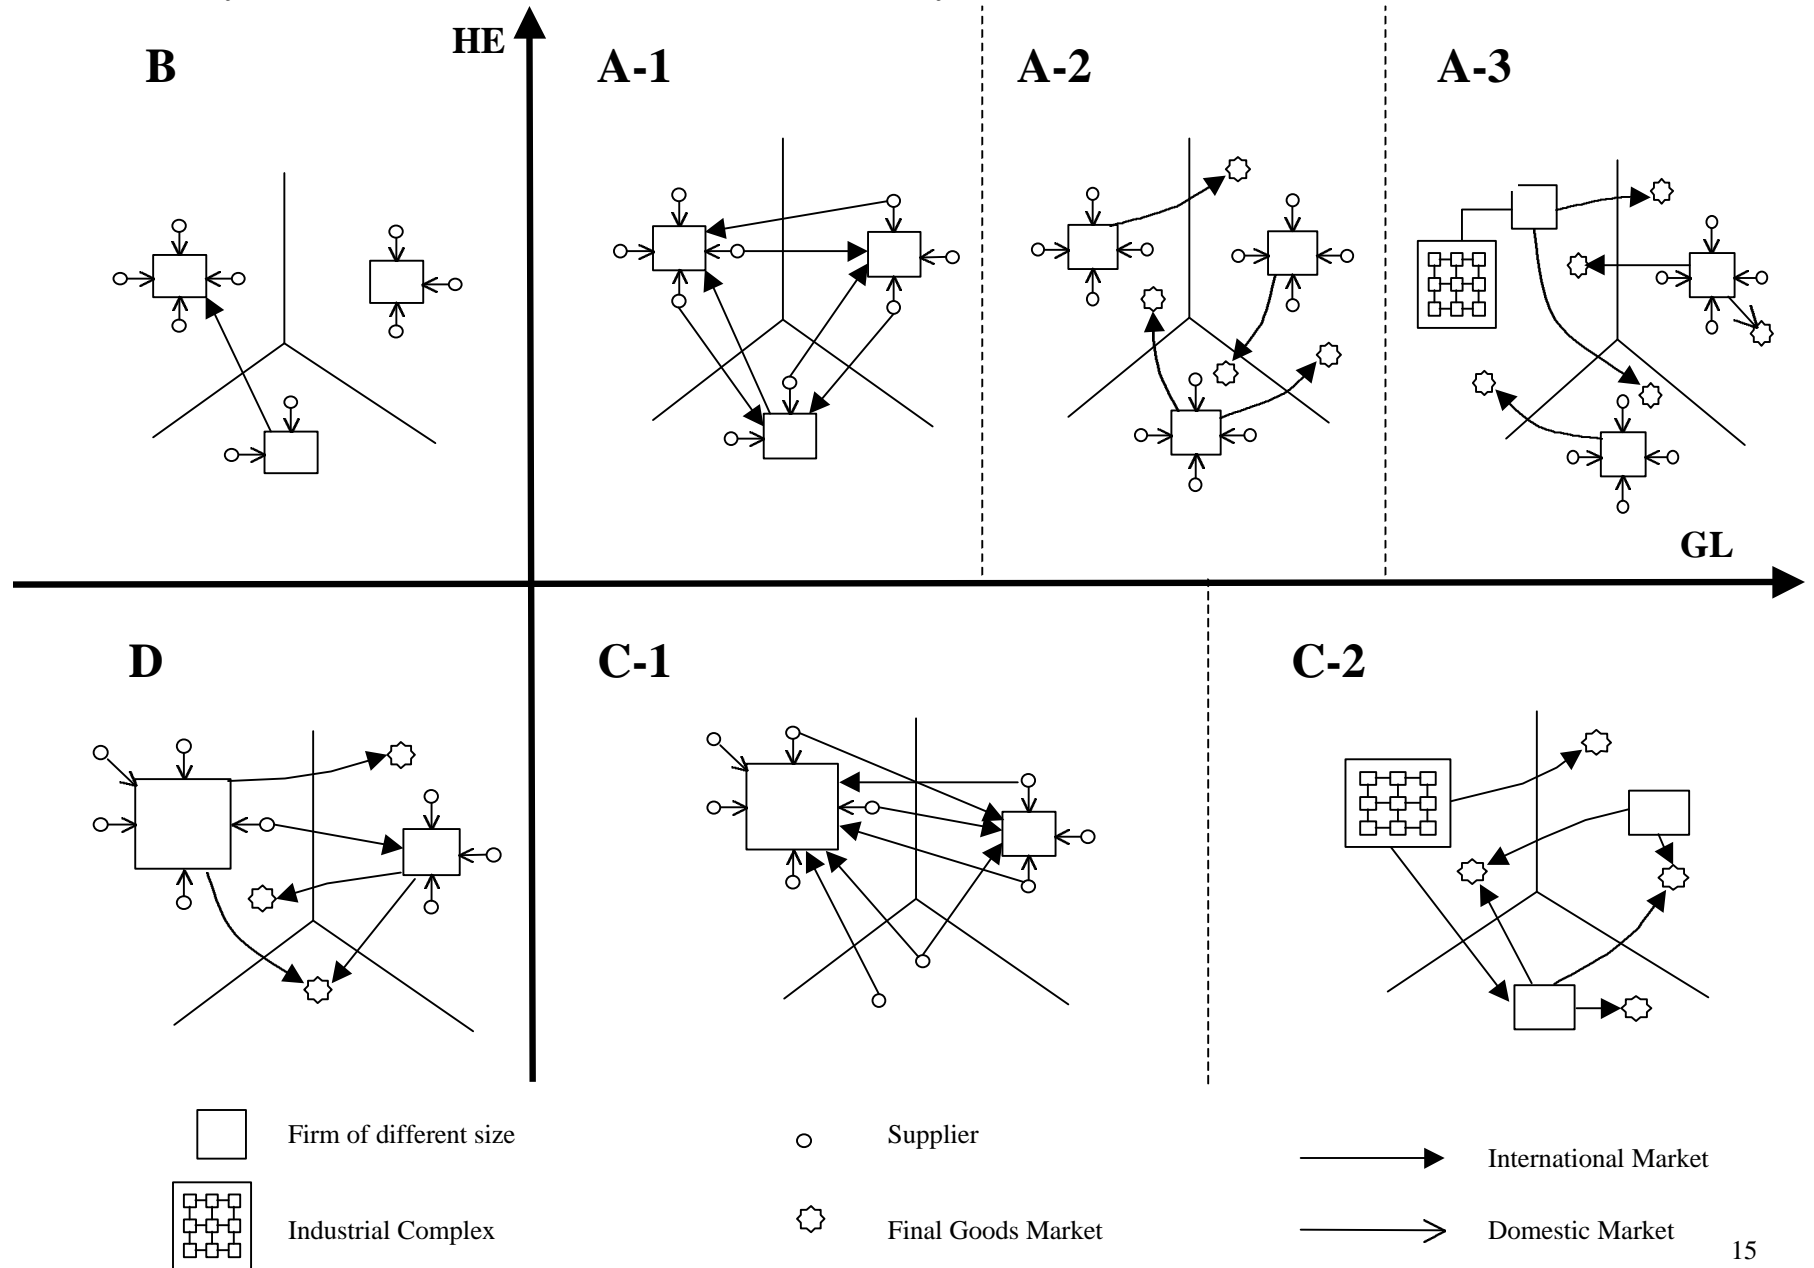 HE
B
A-1
A-2
A-3
GL
D
C-1
C-2
Firm of different size
Supplier
International Market
Industrial Complex
Final Goods Market
Domestic Market
15